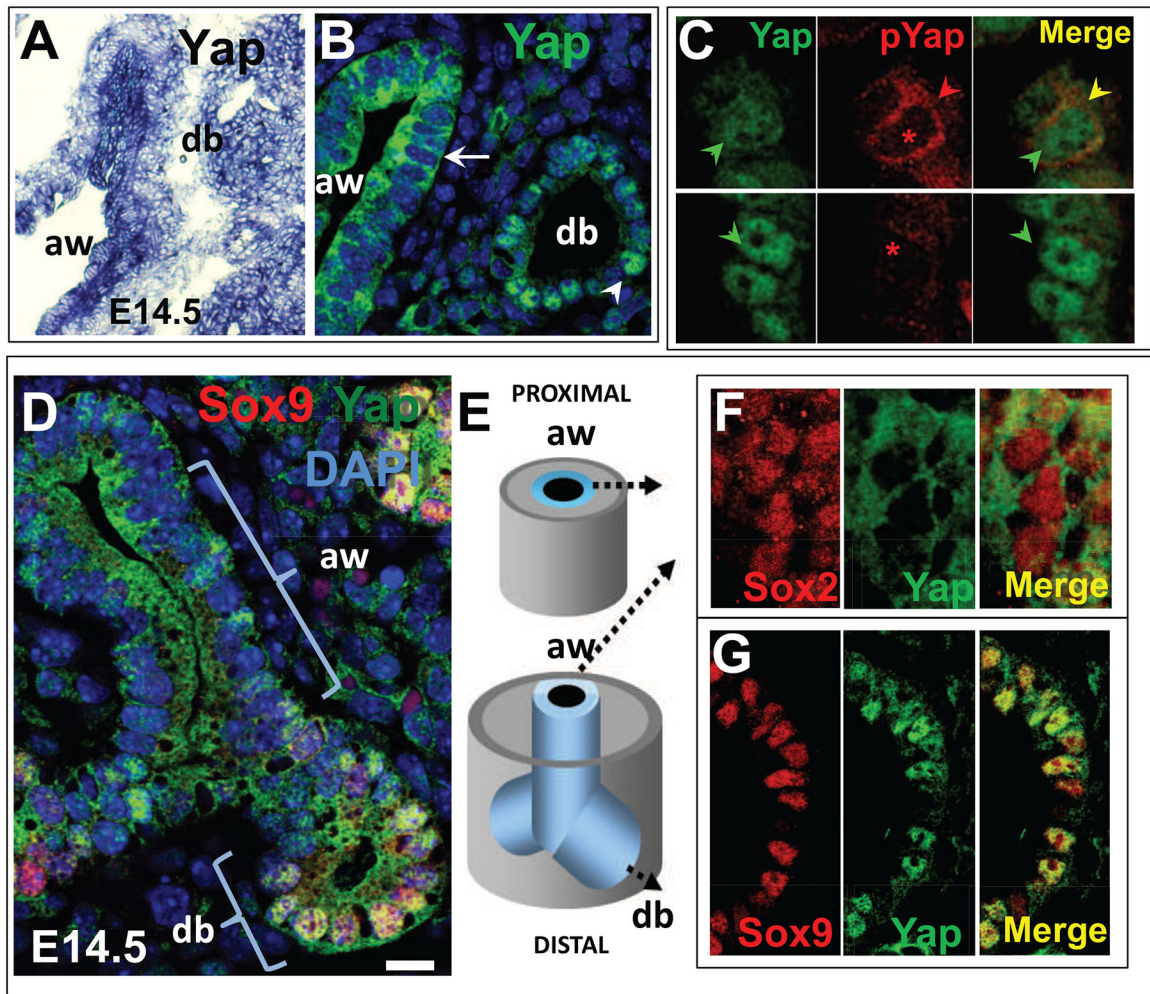 A
Yap
db
aw
E14.5
B
Yap
aw
db
C
Yap
pYap
Merge
*
*
D
Sox9 Yap
DAPI
aw
db
E14.5
E
PROXIMAL
aw
aw
db
DISTAL
F
Sox2
Yap
Merge
G
Sox9
Yap
Merge